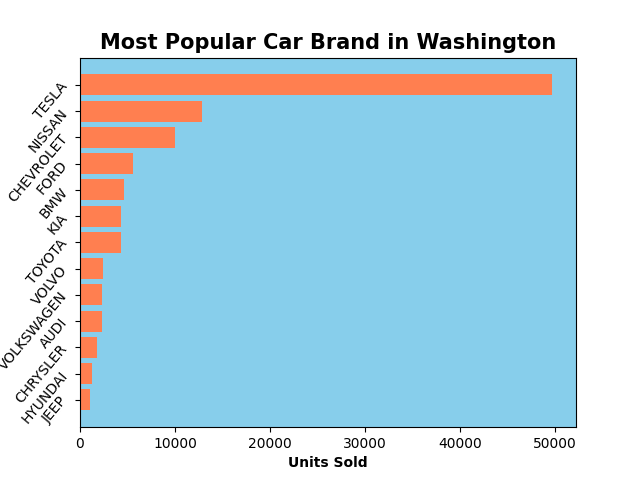 Most Popular Car Brand in Washington
TESLA
NISSAN
CHEVROLET
FORD
BMW
KIA
TOYOTA
VOLVO
VOLKSWAGEN
AUDI
CHRYSLER
HYUNDAI
JEEP
0 10000 20000 30000 40000 50000
Units Sold